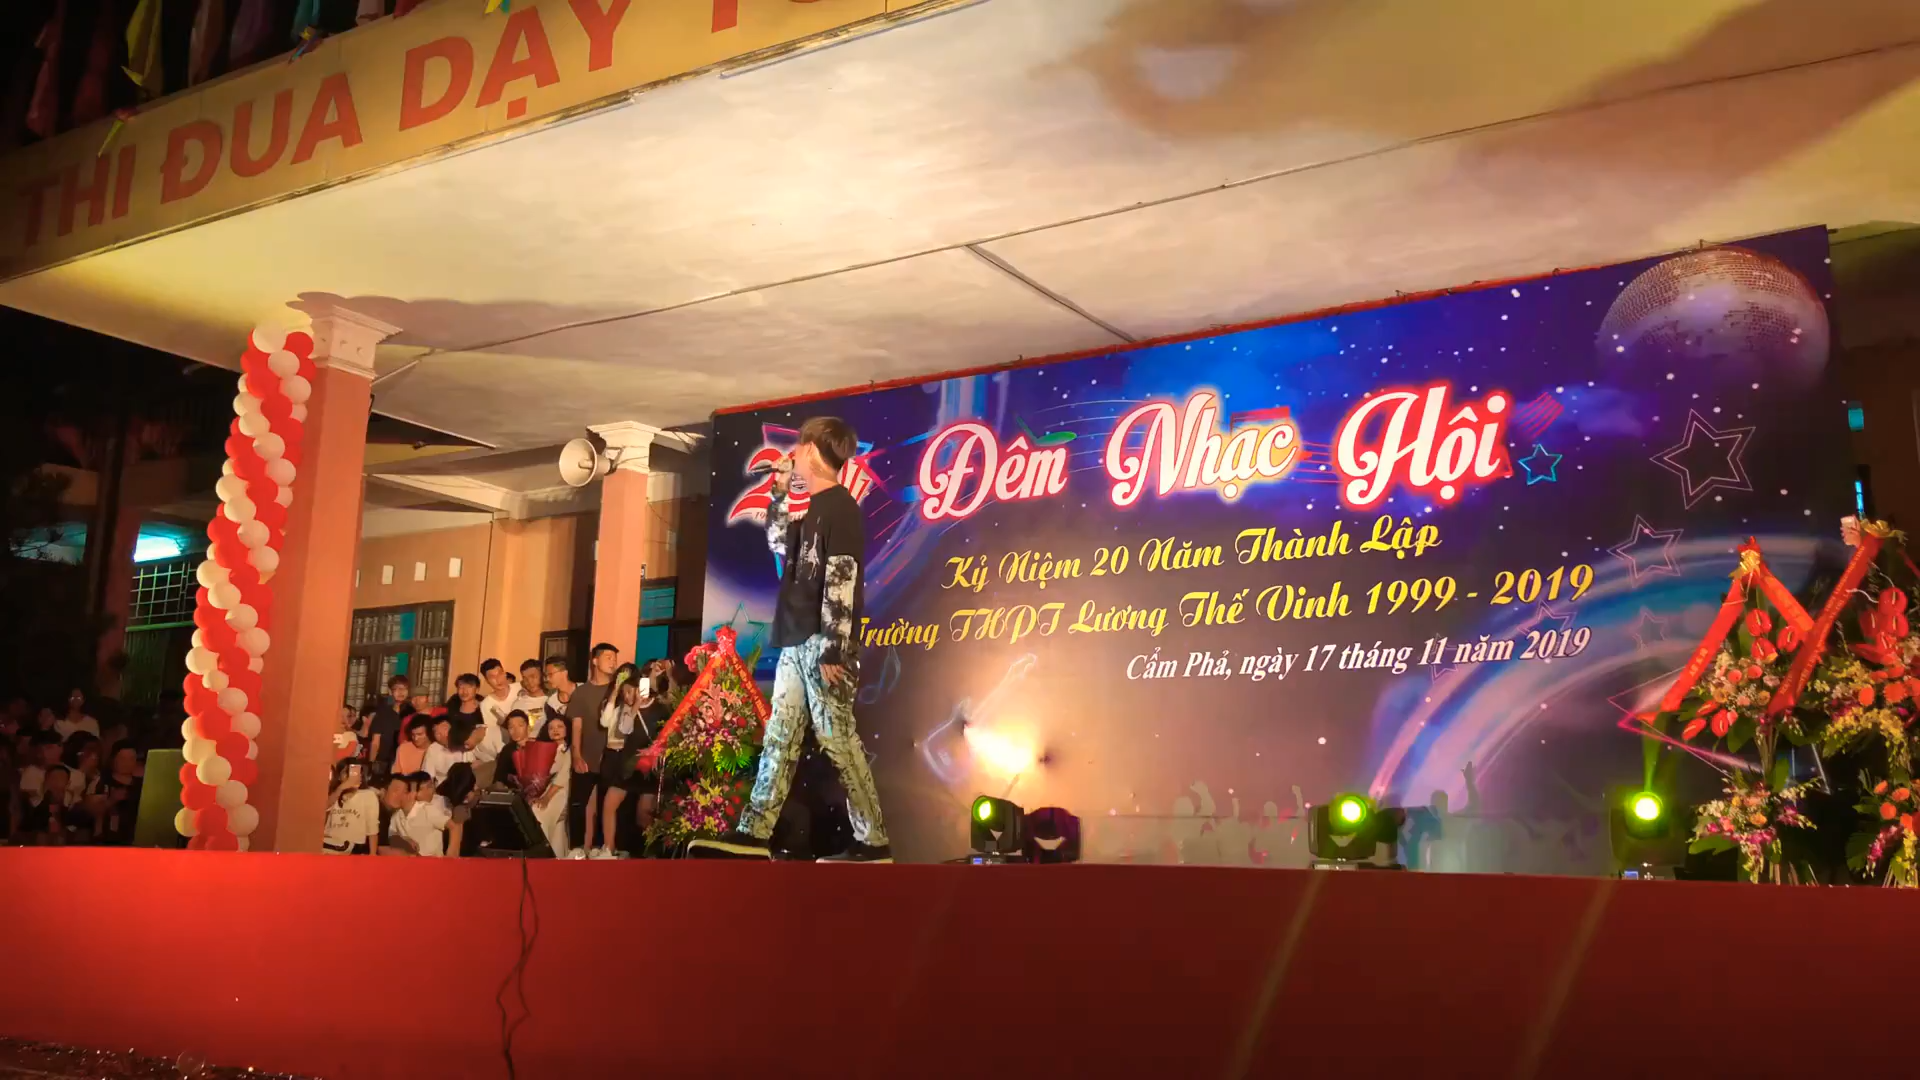 THI ĐUA DẠY
Đêm Nhạc Hội
Kỷ Niệm 20 Năm Thành Lập
Trường THPT Lương Thế Vinh 1999 - 2019
Cẩm Phả, ngày 17 tháng 11 năm 2019